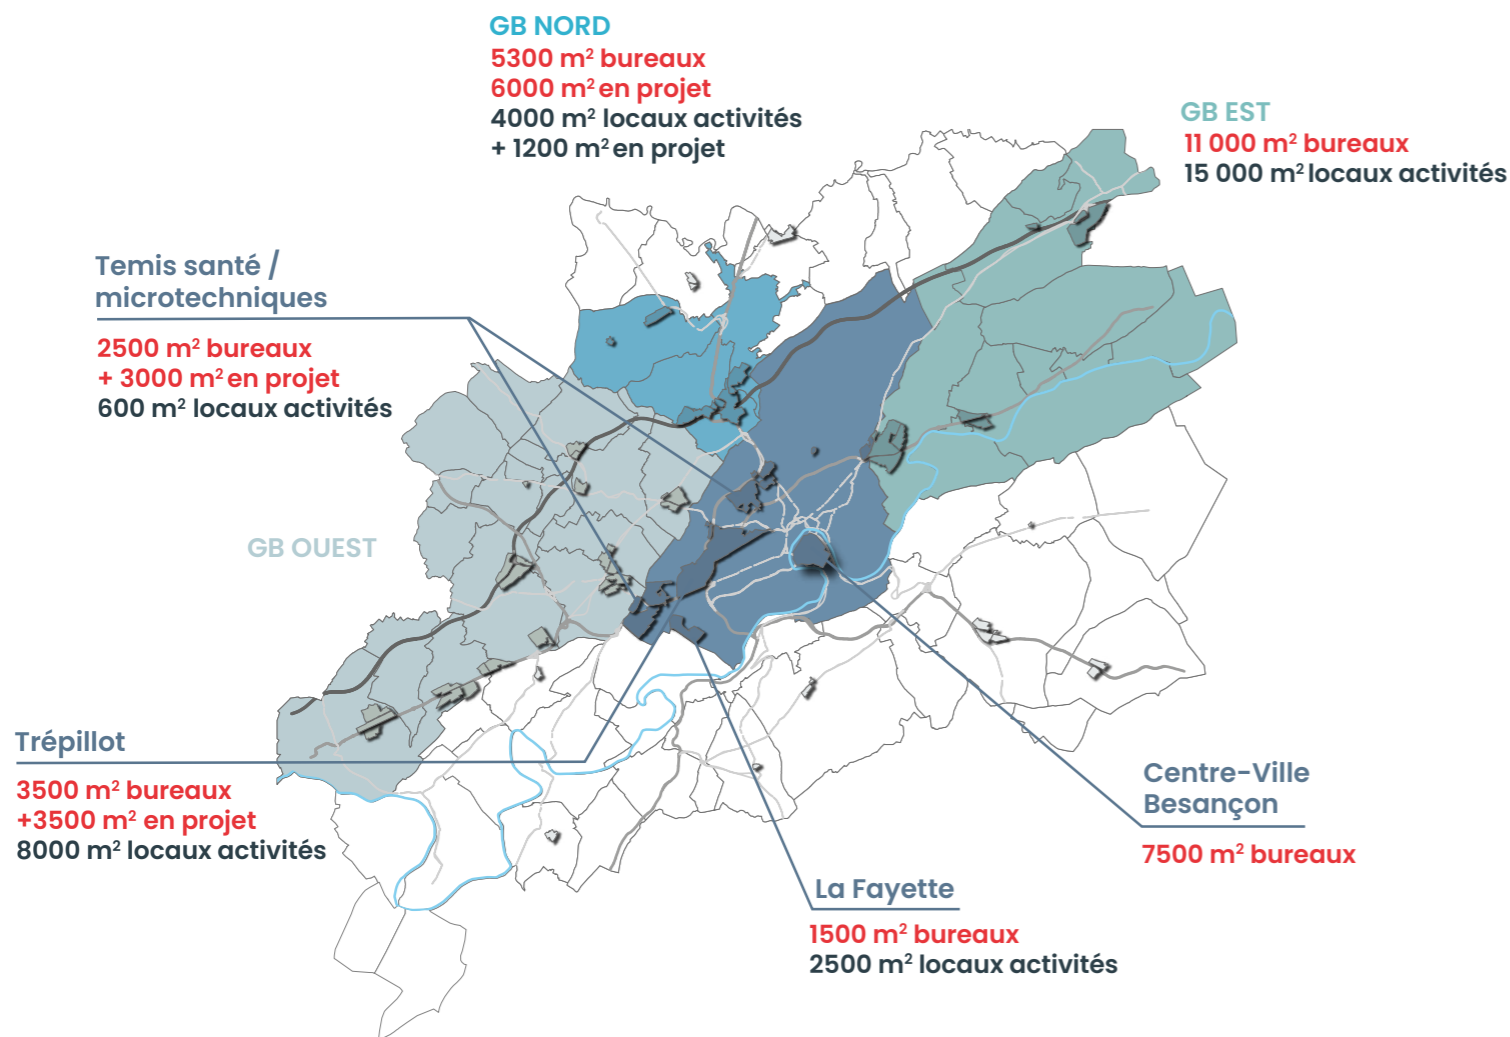 GB NORD
5300 m² bureaux
6000 m² en projet
4000 m² locaux activités
+ 1200 m² en projet
GB EST
11 000 m² bureaux
15 000 m² locaux activités
Temis santé /
microtechniques
2500 m² bureaux
+ 3000 m² en projet
600 m² locaux activités
GB OUEST
Trépillot
3500 m² bureaux
+3500 m² en projet
8000 m² locaux activités
Centre-Ville
Besançon
7500 m² bureaux
La Fayette
1500 m² bureaux
2500 m² locaux activités